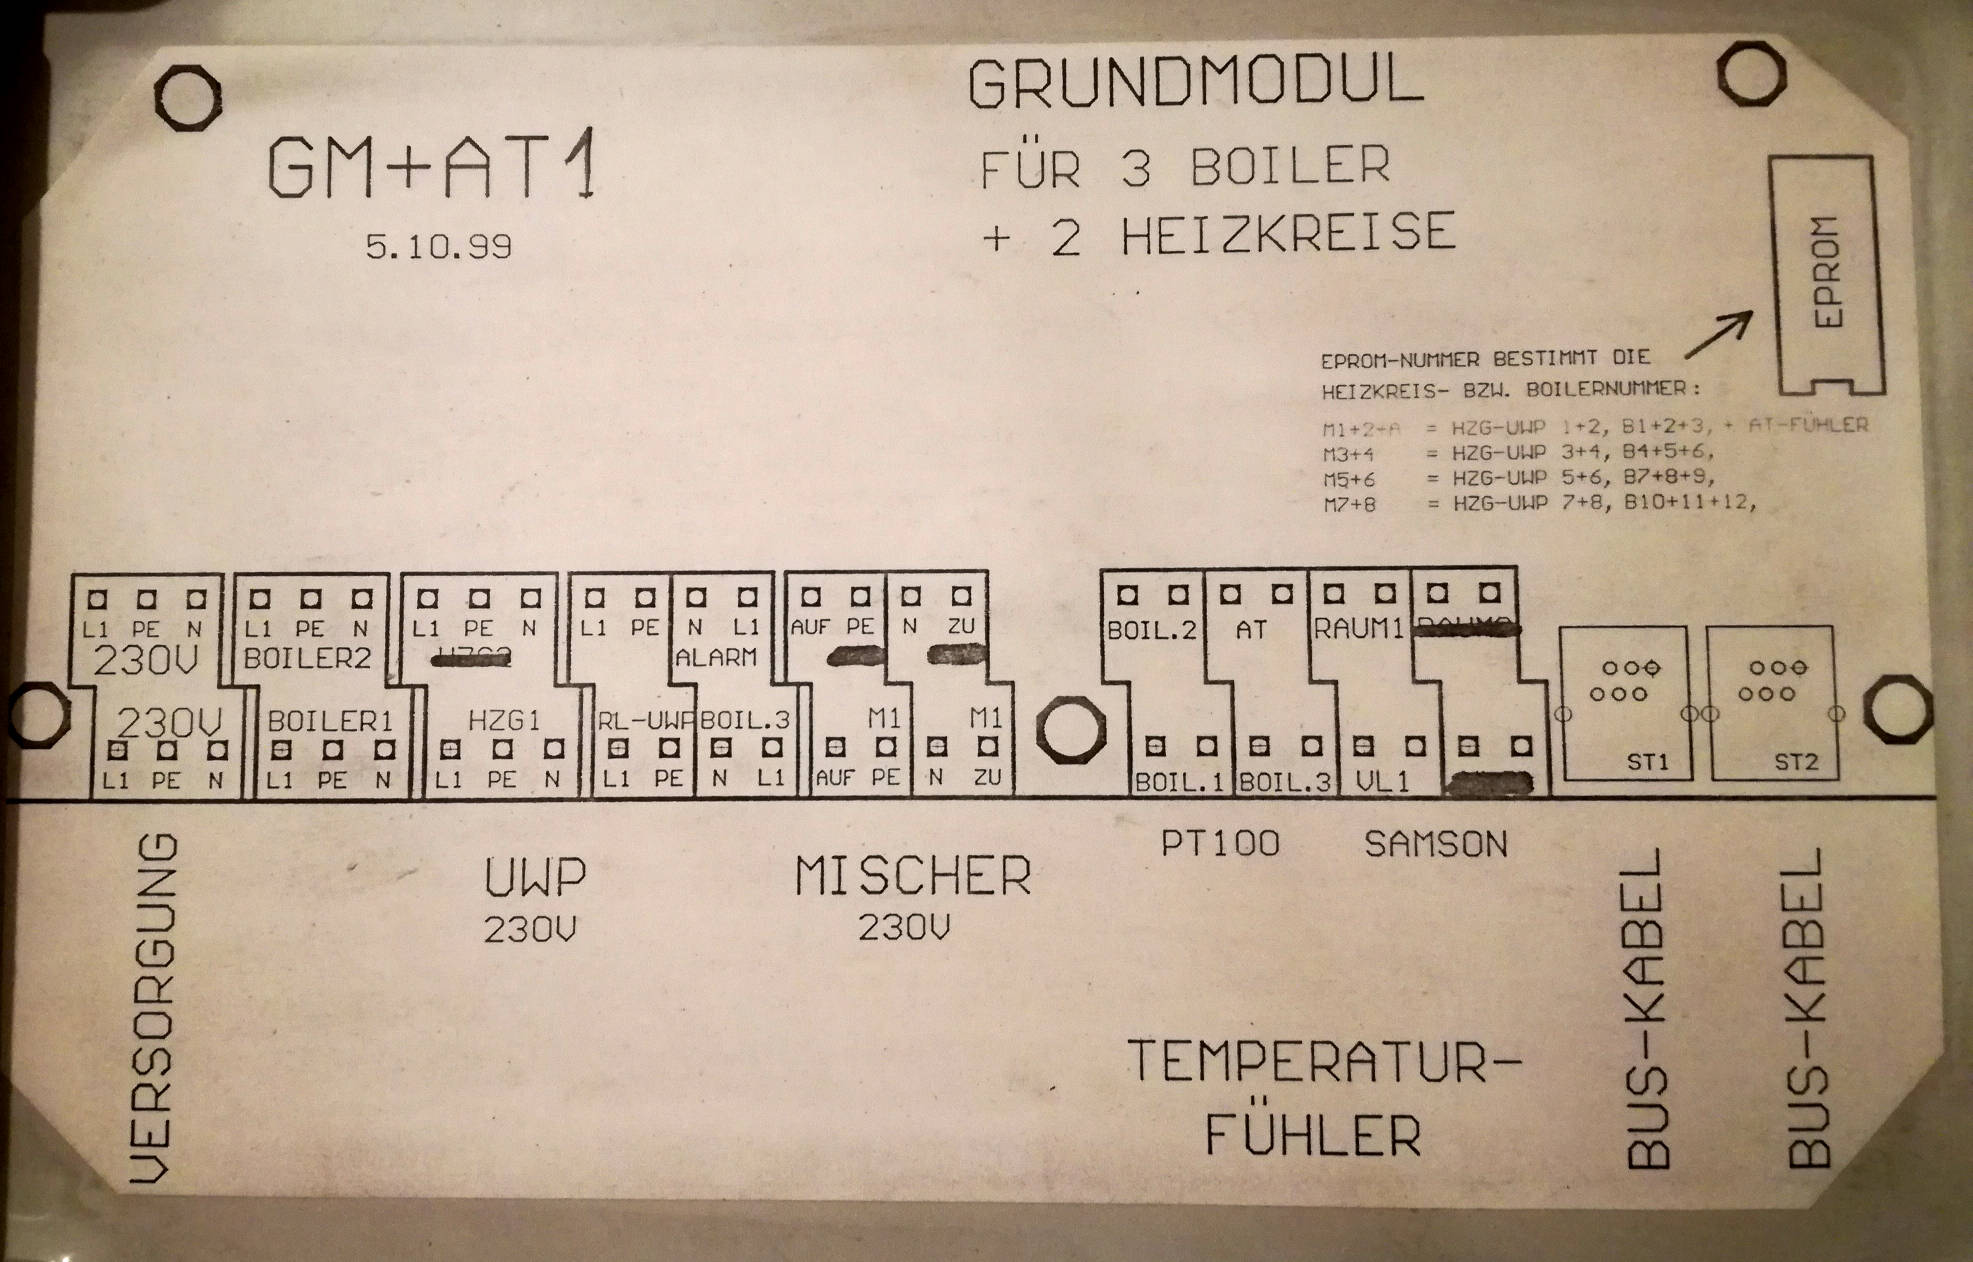 GM+AT1
5.10.99
GRUNDMODUL
FÜR 3 BOILER
+ 2 HEIZKREISE
EPROM
EPROM-NUMMER BESTIMMT DIE
HEIZKREIS- BZW. BOILERNUMMER:
M1+2+A = HZG-UWP 1+2, B1+2+3, + AT-FÜHLER
M3+4 = HZG-UWP 3+4, B4+5+6,
M5+6 = HZG-UWP 5+6, B7+8+9,
M7+8 = HZG-UWP 7+8, B10+11+12,
L1 PE N L1 PE N L1 PE N L1 PE N L1 AUF PE N ZU
230V BOILER2 ALARM
BOIL.2 AT RAUM1
230V BOILER1 HZG1 RL-UWP BOIL.3 M1 M1
L1 PE N L1 PE N L1 PE N L1 PE N L1 AUF PE N ZU
BOIL.1 BOIL.3 VL1
ST1 ST2
VERSORGUNG
UWP
230V
MISCHER
230V
PT100 SAMSON
TEMPERATUR-
FÜHLER
BUS-KABEL
BUS-KABEL